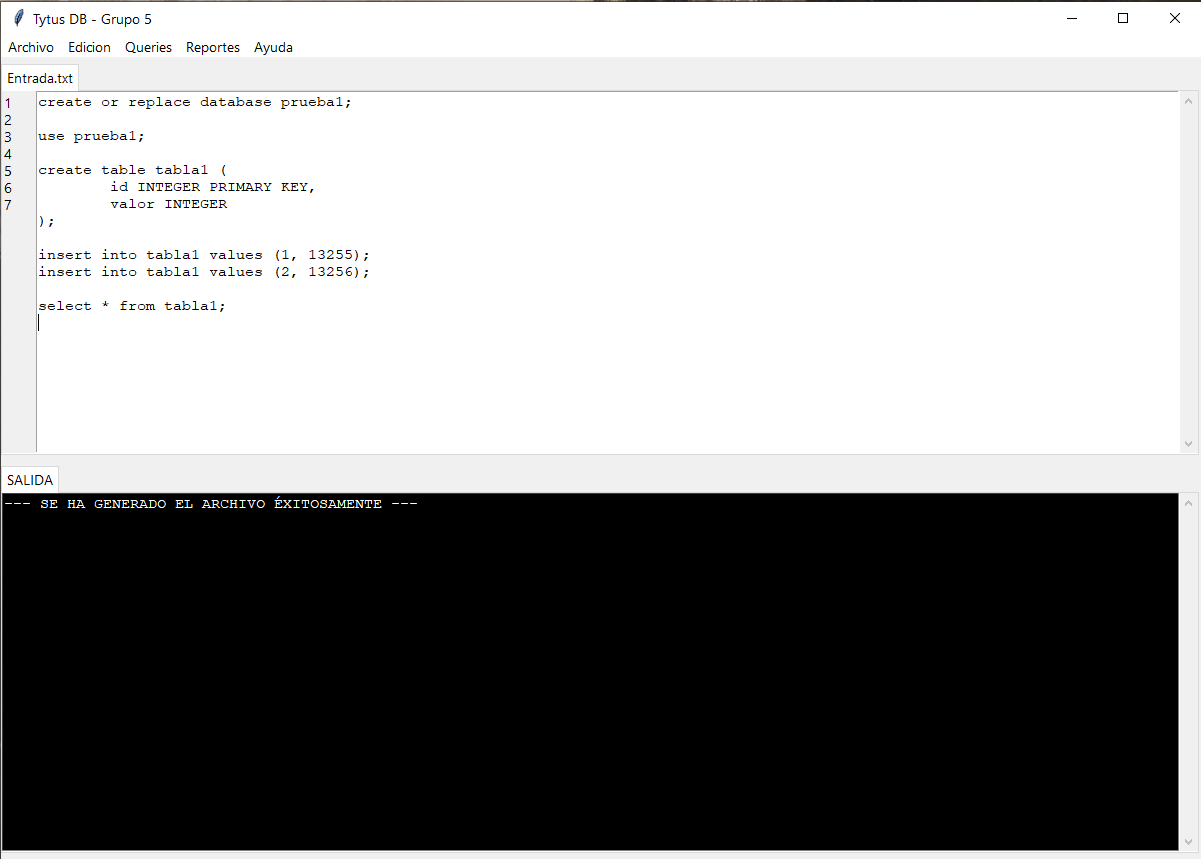 Tytus DB - Grupo 5
Archivo Edicion Queries Reportes Ayuda
Entrada.txt
1 create or replace database prueba1;
2
3 use prueba1;
4
5 create table tabla1 (
6 id INTEGER PRIMARY KEY,
7 valor INTEGER
);
insert into tabla1 values (1, 13255);
insert into tabla1 values (2, 13256);
select * from tabla1;
SALIDA
--- SE HA GENERADO EL ARCHIVO ÉXITOSAMENTE ---